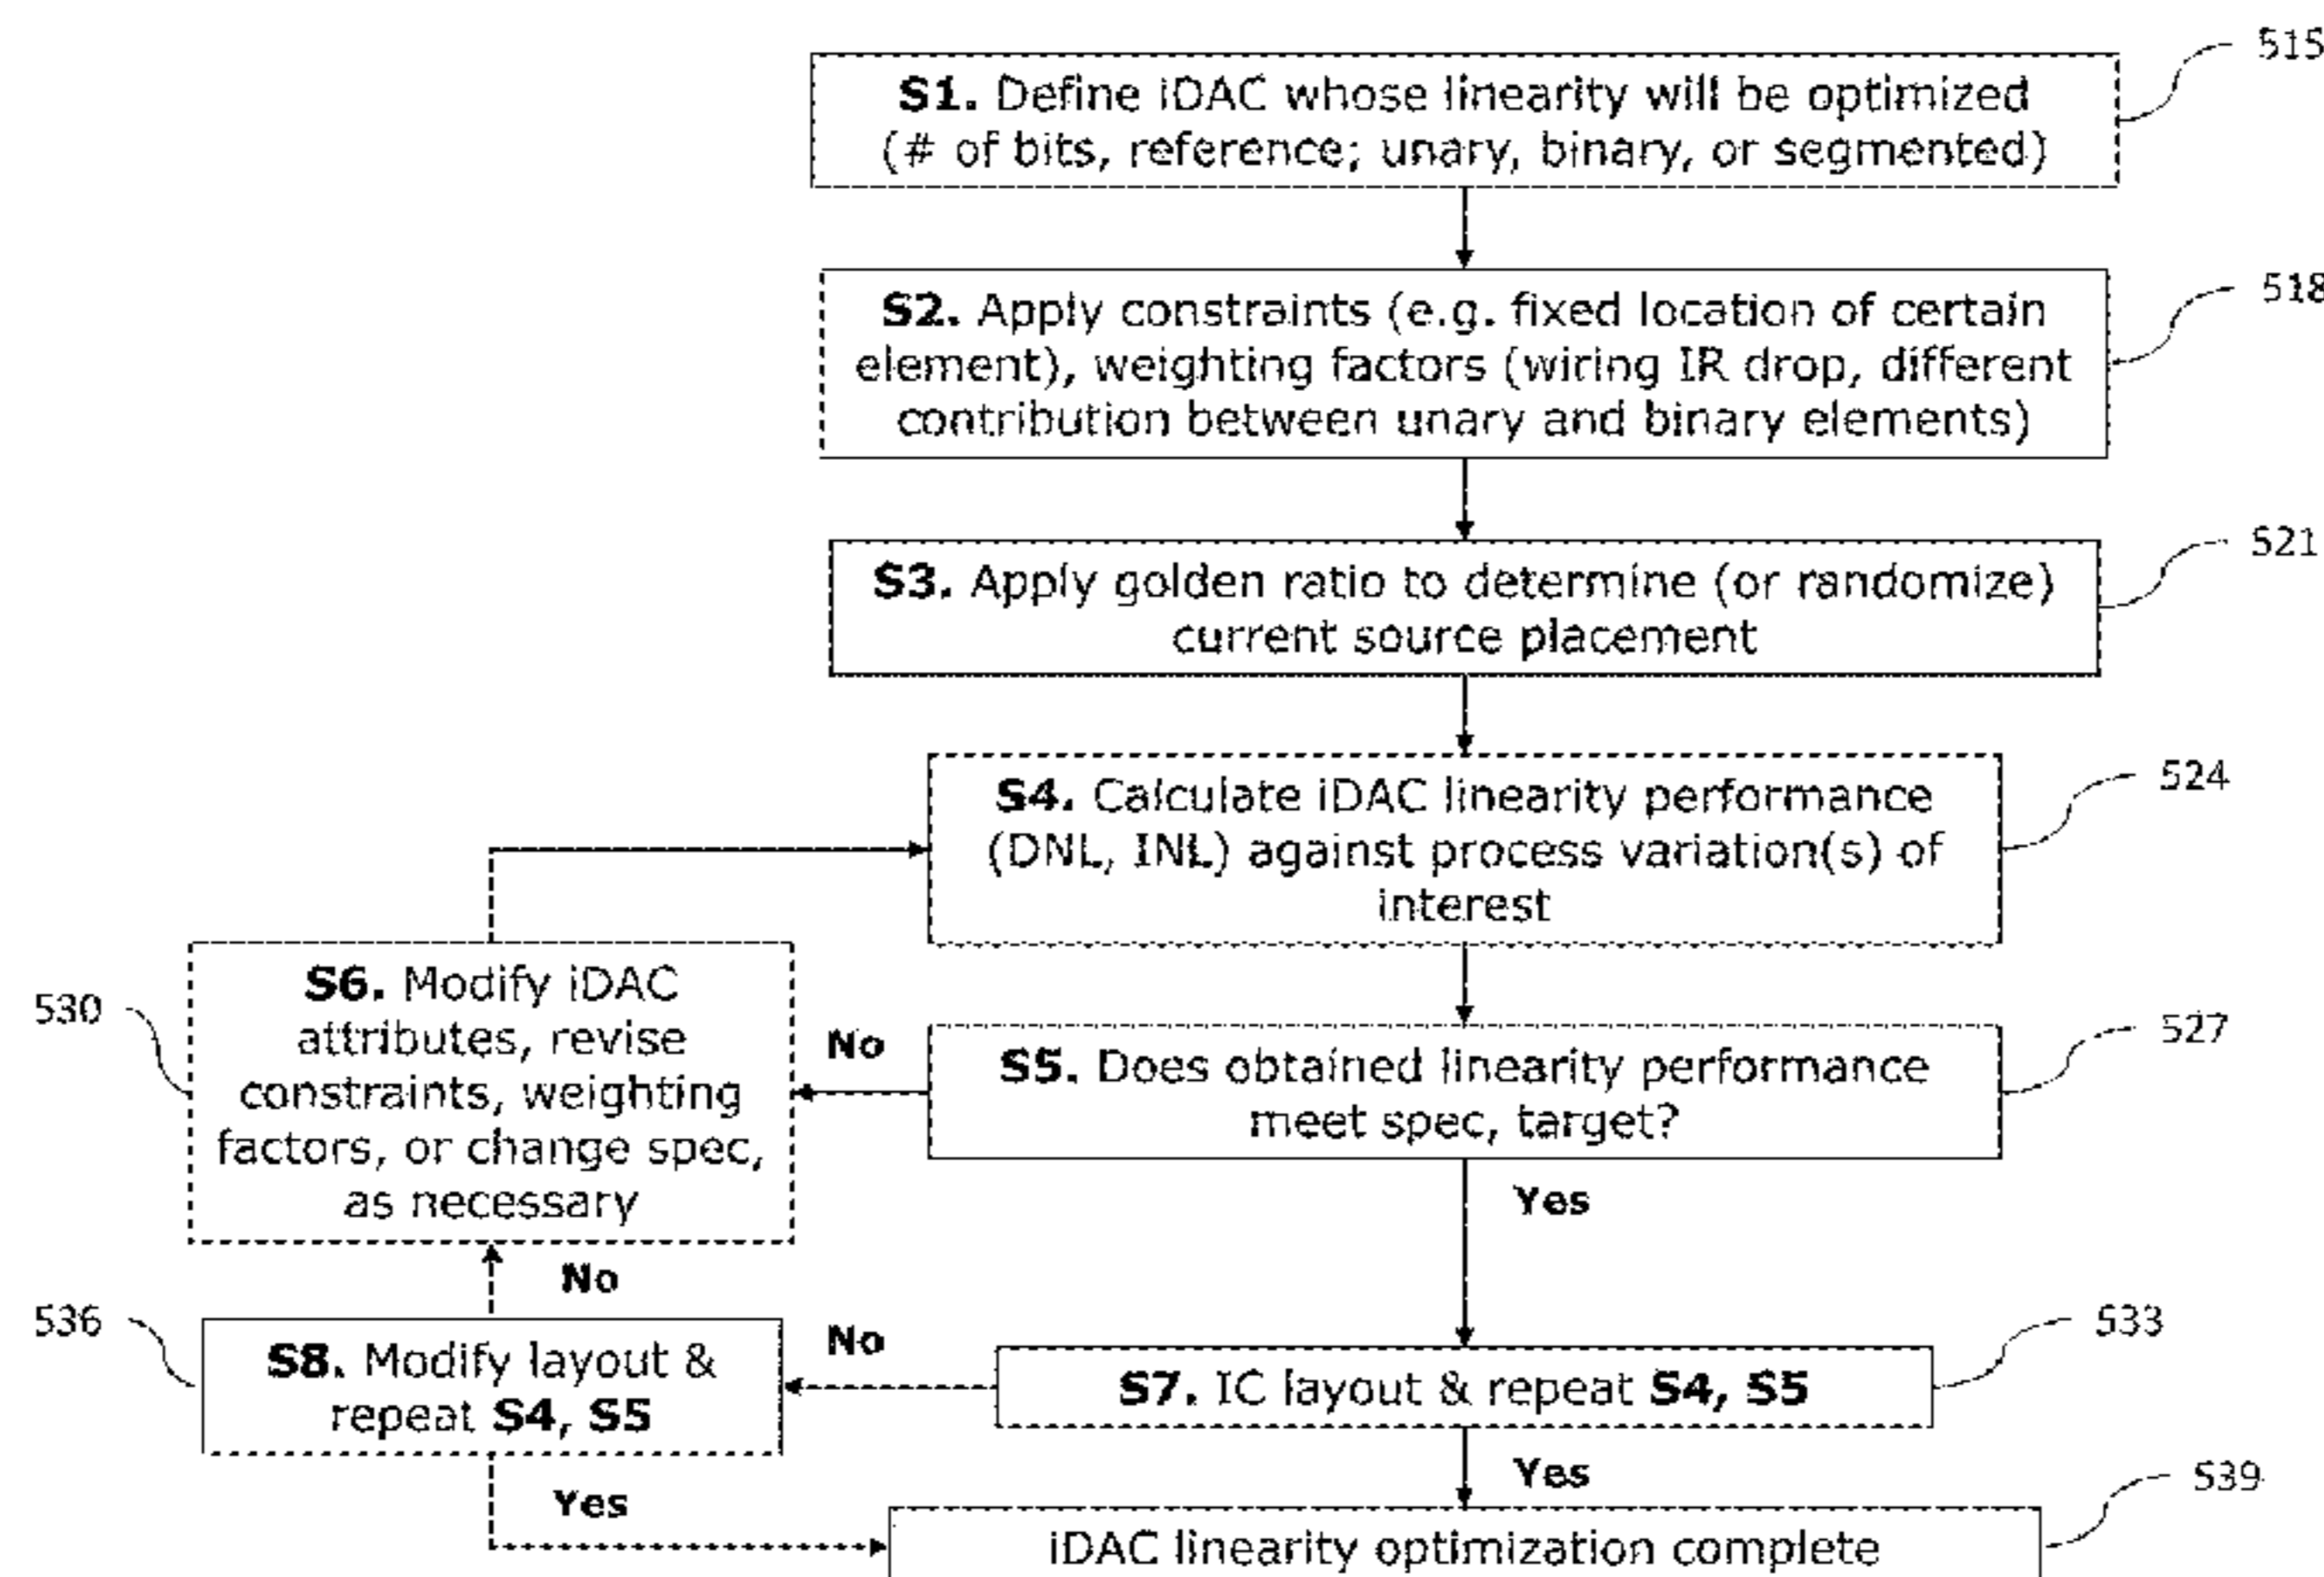 515
S1. Define iDAC whose linearity will be optimized
(# of bits, reference; unary, binary, or segmented)
518
S2. Apply constraints (e.g. fixed location of certain
element), weighting factors (wiring IR drop, different
contribution between unary and binary elements)
521
S3. Apply golden ratio to determine (or randomize)
current source placement
524
S4. Calculate iDAC linearity performance
(DNL, INL) against process variation(s) of
interest
530
S6. Modify iDAC
attributes, revise
constraints, weighting
factors, or change spec,
as necessary
No
527
S5. Does obtained linearity performance
meet spec, target?
Yes
No
536
S8. Modify layout &
repeat S4, S5
No
533
S7. IC layout & repeat S4, S5
Yes
Yes
539
iDAC linearity optimization complete